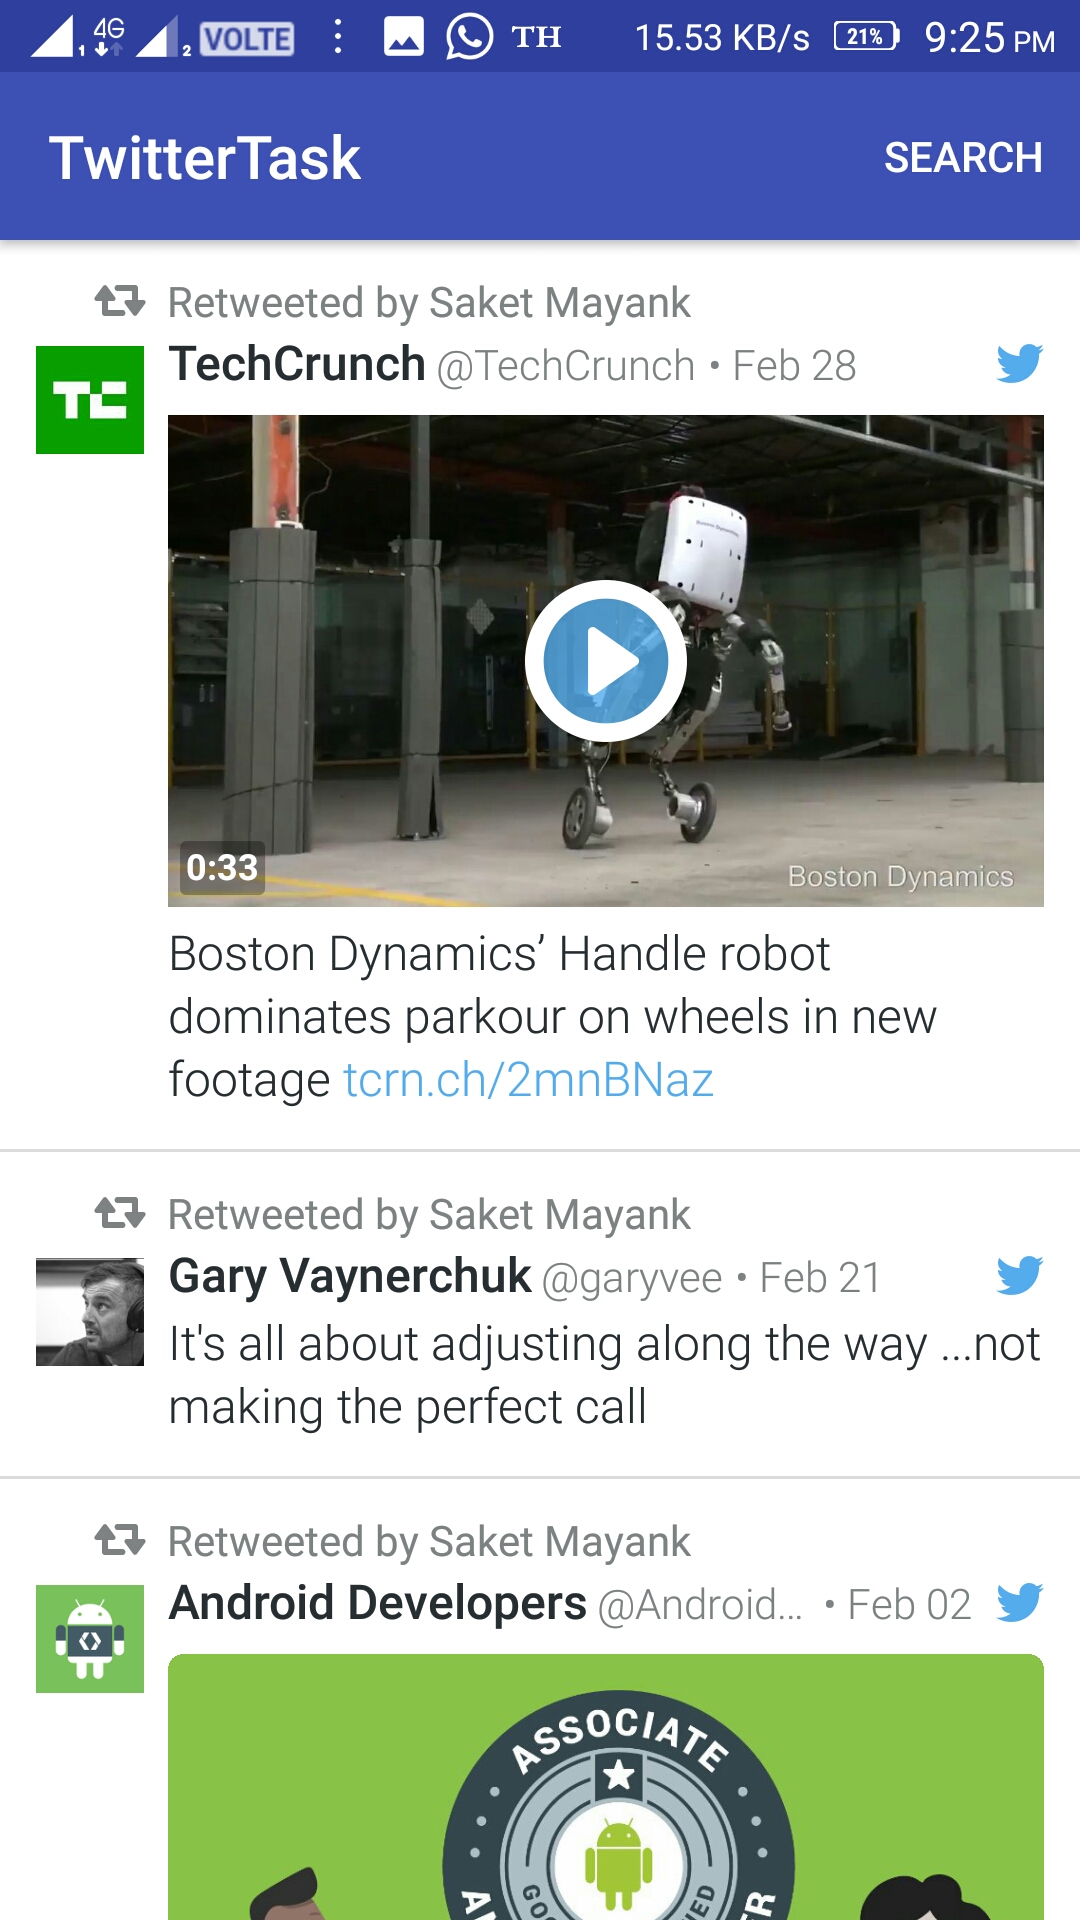 1 4G 2 VOLTE TH 15.53 KB/s 21% 9:25 PM
TwitterTask SEARCH
Retweeted by Saket Mayank
TechCrunch @TechCrunch • Feb 28
TC
0:33
Boston Dynamics
Boston Dynamics’ Handle robot
dominates parkour on wheels in new
footage tcrn.ch/2mnBNaz
Retweeted by Saket Mayank
Gary Vaynerchuk @garyvee • Feb 21
It's all about adjusting along the way ...not
making the perfect call
Retweeted by Saket Mayank
Android Developers @Android... • Feb 02
ASSOCIATE